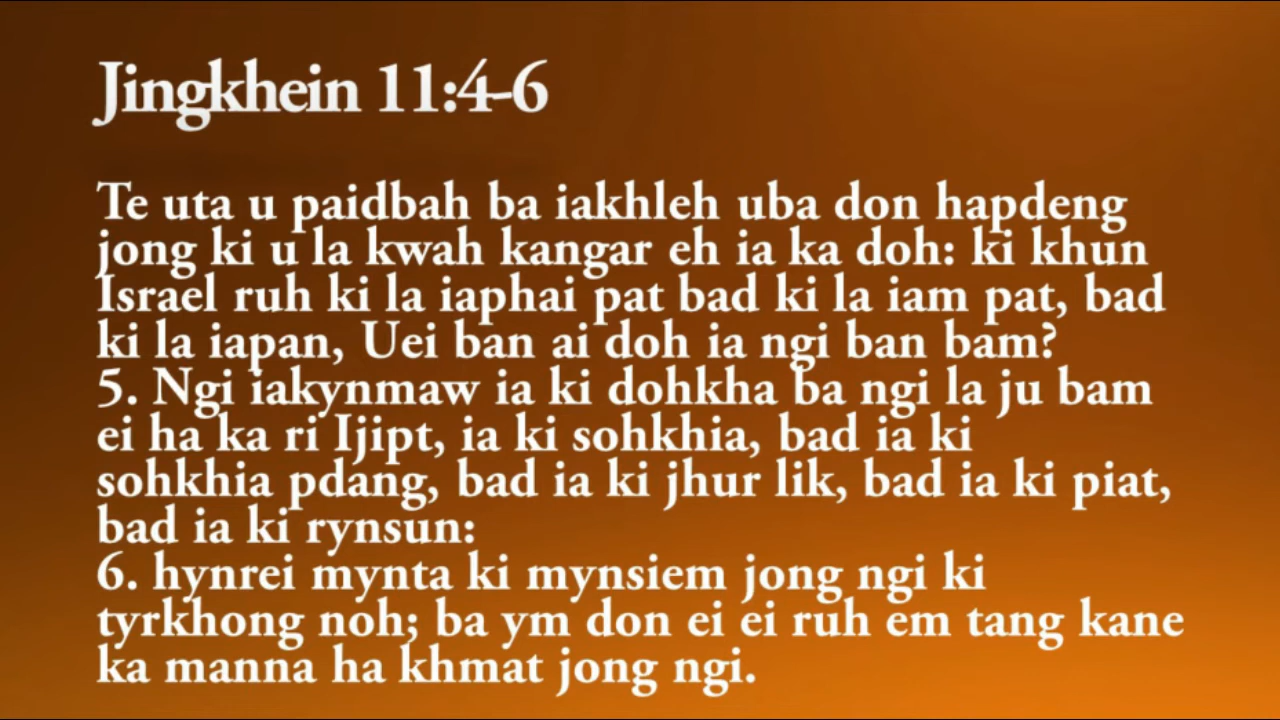 Jingkhein 11:4-6
Te uta u paidbah ba iakhleh uba don hapdeng
jong ki u la kwah kangar eh ia ka doh: ki khun
Israel ruh ki la iaphai pat bad ki la iam pat, bad
ki la iapan, Uei ban ai doh ia ngi ban bam?
5. Ngi iakynmaw ia ki dohkha ba ngi la ju bam
ei ha ka ri Ijipt, ia ki sohkhia, bad ia ki
sohkhia pdang, bad ia ki jhur lik, bad ia ki piat,
bad ia ki rynsun:
6. hynrei mynta ki mynsiem jong ngi ki
tyrkhong noh; ba ym don ei ei ruh em tang kane
ka manna ha khmat jong ngi.